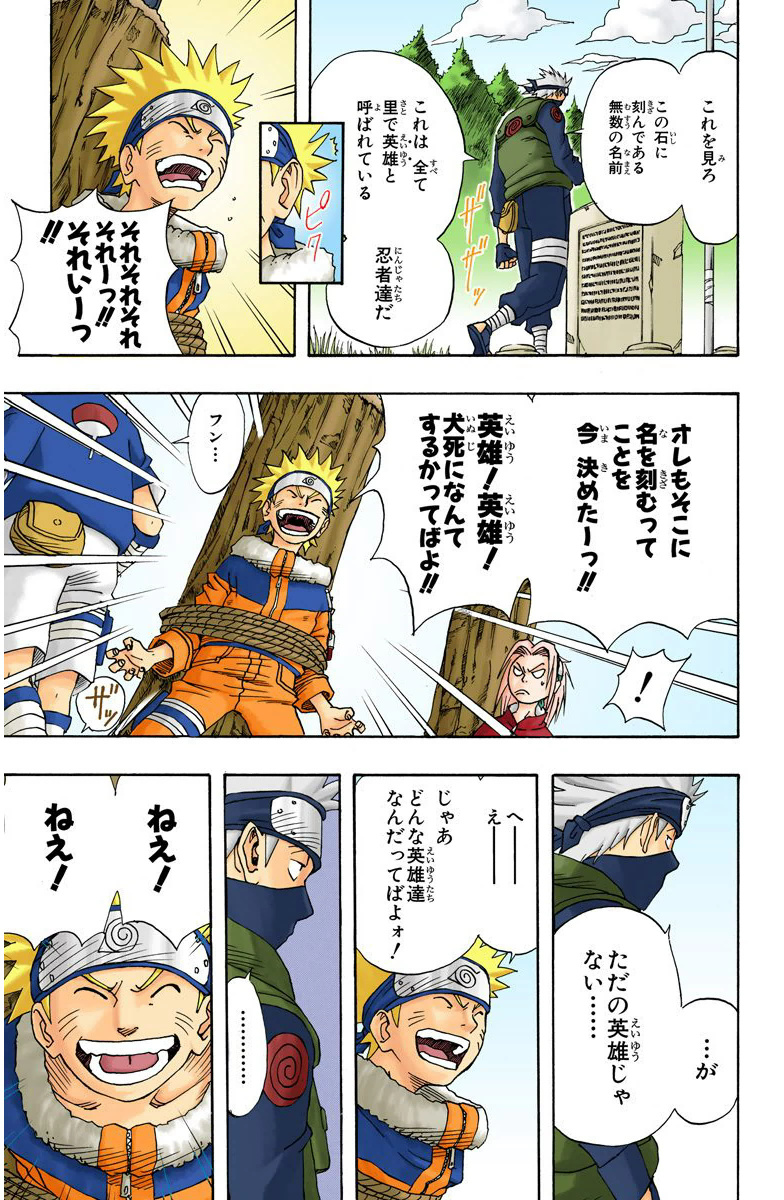 これを見ろ
この石に
刻んである
無数の名前
これは 全て
里で英雄と
呼ばれている
忍者達だ
ザッ
ザッ
ピク
それそれそれ
それーっ!!
それいーっ
!!
オレもそこに
名を刻むって
ことを
今 決めたーっ!!
英雄!英雄!
犬死になんて
するかってばよ!!
フン…
!
ザッ
…が
ただの英雄じゃ
ない……
へーー
えーー
じゃあ
どんな英雄達
なんだってばよォ!
………
ねえ!
ねえ!